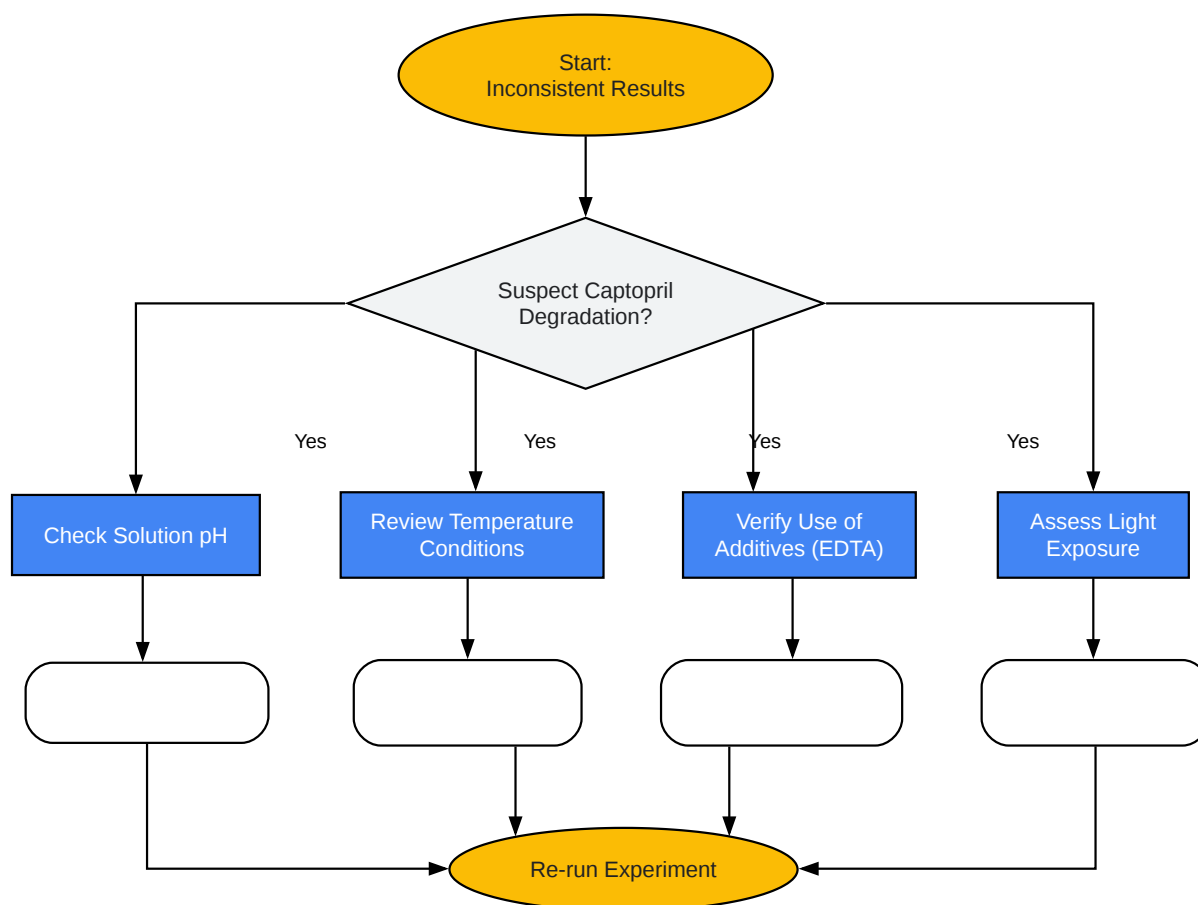 Start:
Inconsistent Results
Suspect Captopril
Degradation?
Yes
Yes
Yes
Yes
Check Solution pH
Review Temperature
Conditions
Verify Use of
Additives (EDTA)
Assess Light
Exposure
Re-run Experiment